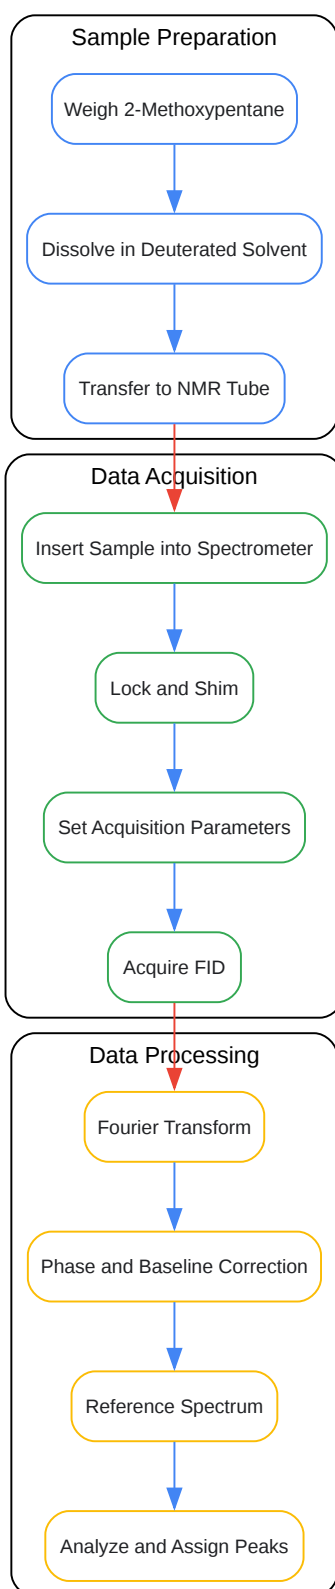 Sample Preparation
Weigh 2-Methoxypentane
Dissolve in Deuterated Solvent
Transfer to NMR Tube
Data Acquisition
Insert Sample into Spectrometer
Lock and Shim
Set Acquisition Parameters
Acquire FID
Data Processing
Fourier Transform
Phase and Baseline Correction
Reference Spectrum
Analyze and Assign Peaks